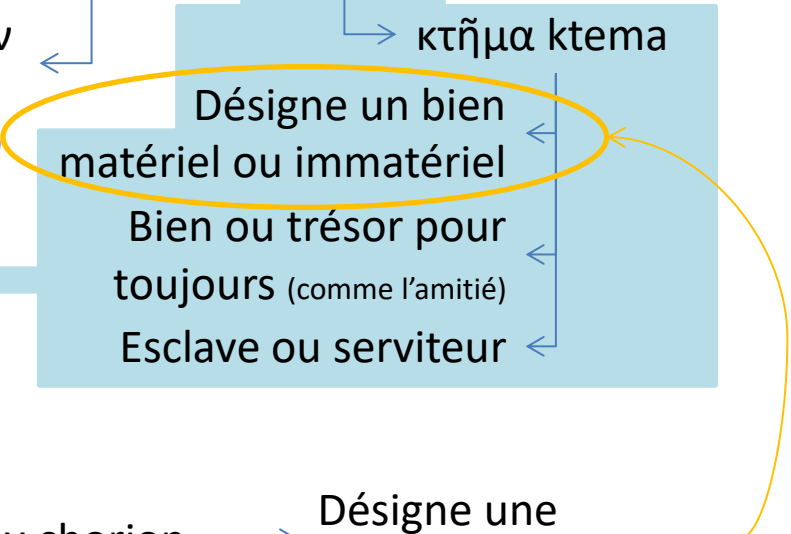 κτῆμα ktema
Désigne un bien
matériel ou immatériel
Bien ou trésor pour
toujours (comme l'amitié)
Esclave ou serviteur
Désigne une